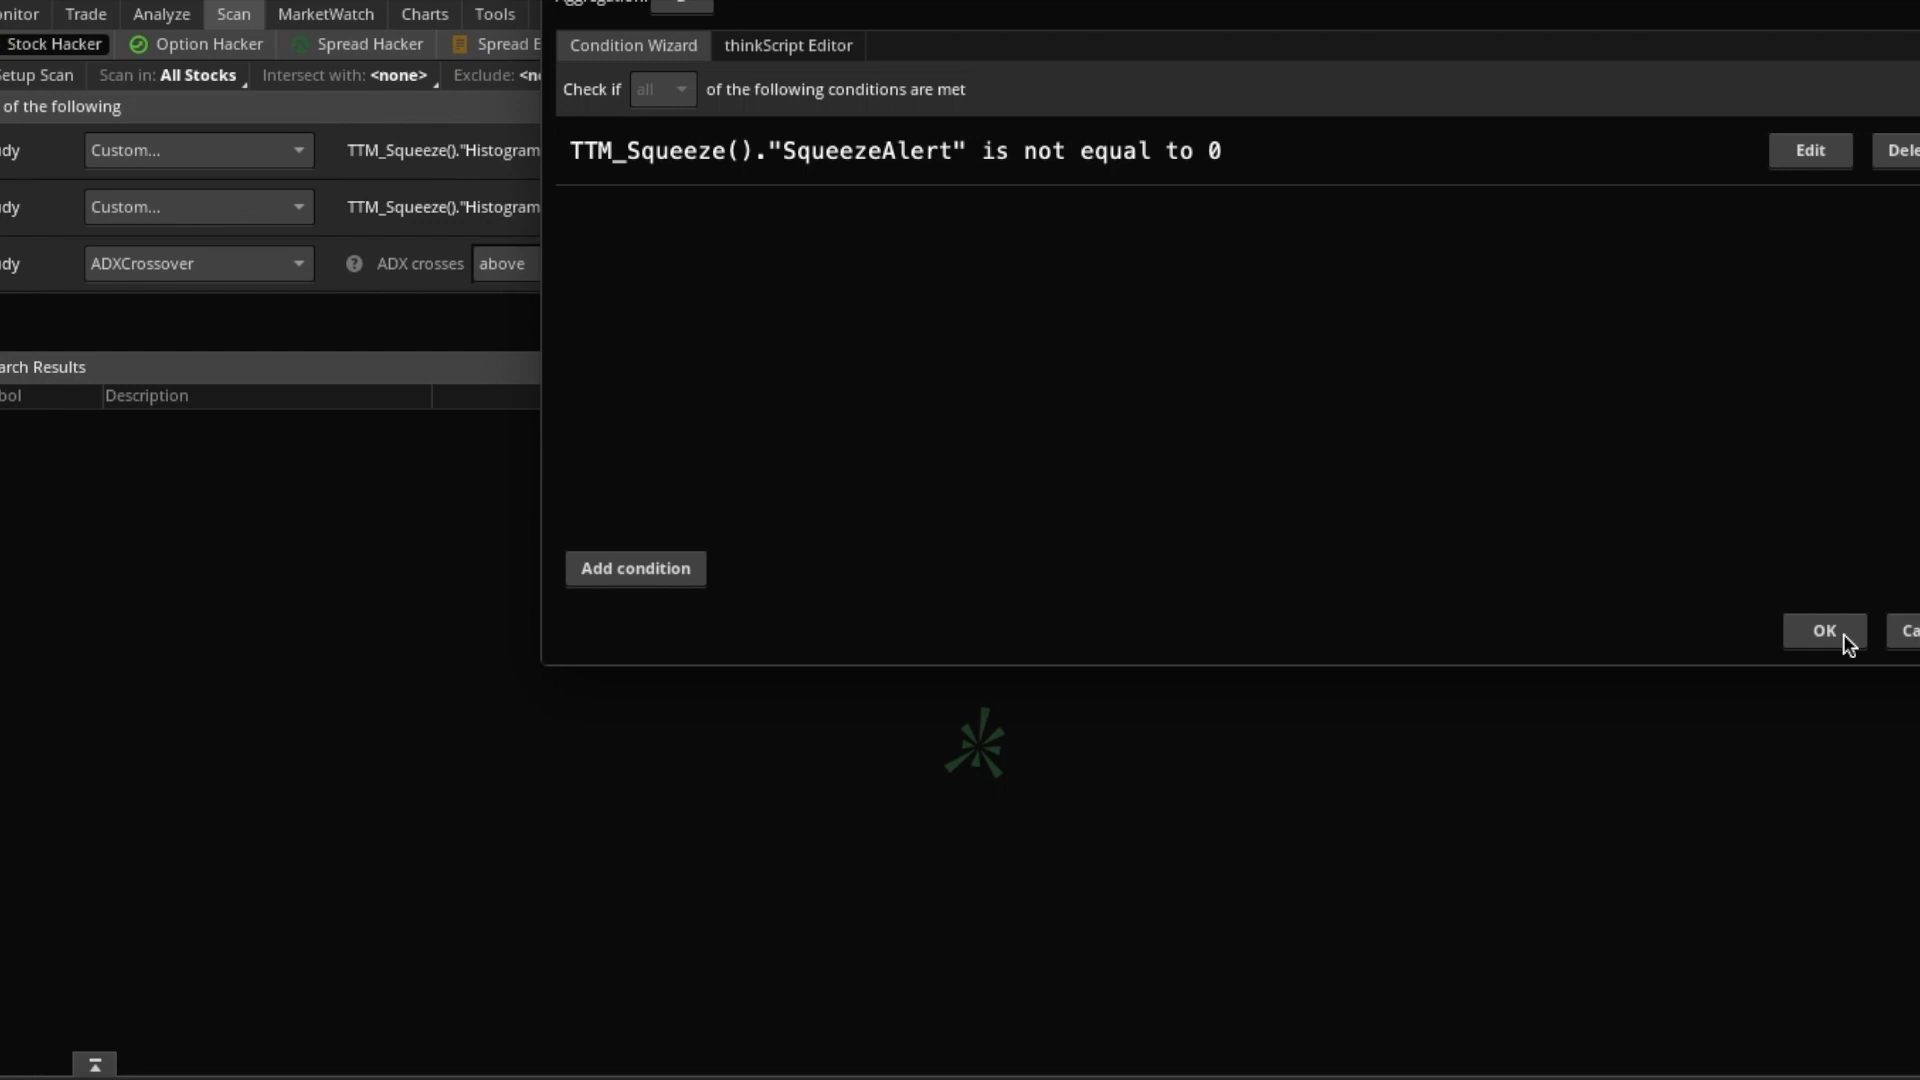 onitor Trade Analyze Scan MarketWatch Charts Tools
Stock Hacker Option Hacker Spread Hacker Spread E
Setup Scan Scan in: All Stocks Intersect with: <none> Exclude: <n
of the following
dy Custom... TTM_Squeeze()."Histogram
dy Custom... TTM_Squeeze()."Histogram
dy ADXCrossover ADX crosses above
arch Results
bol Description
Aggregation:
Condition Wizard thinkScript Editor
Check if all of the following conditions are met
TTM_Squeeze()."SqueezeAlert" is not equal to 0 Edit Dele
Add condition
OK Ca